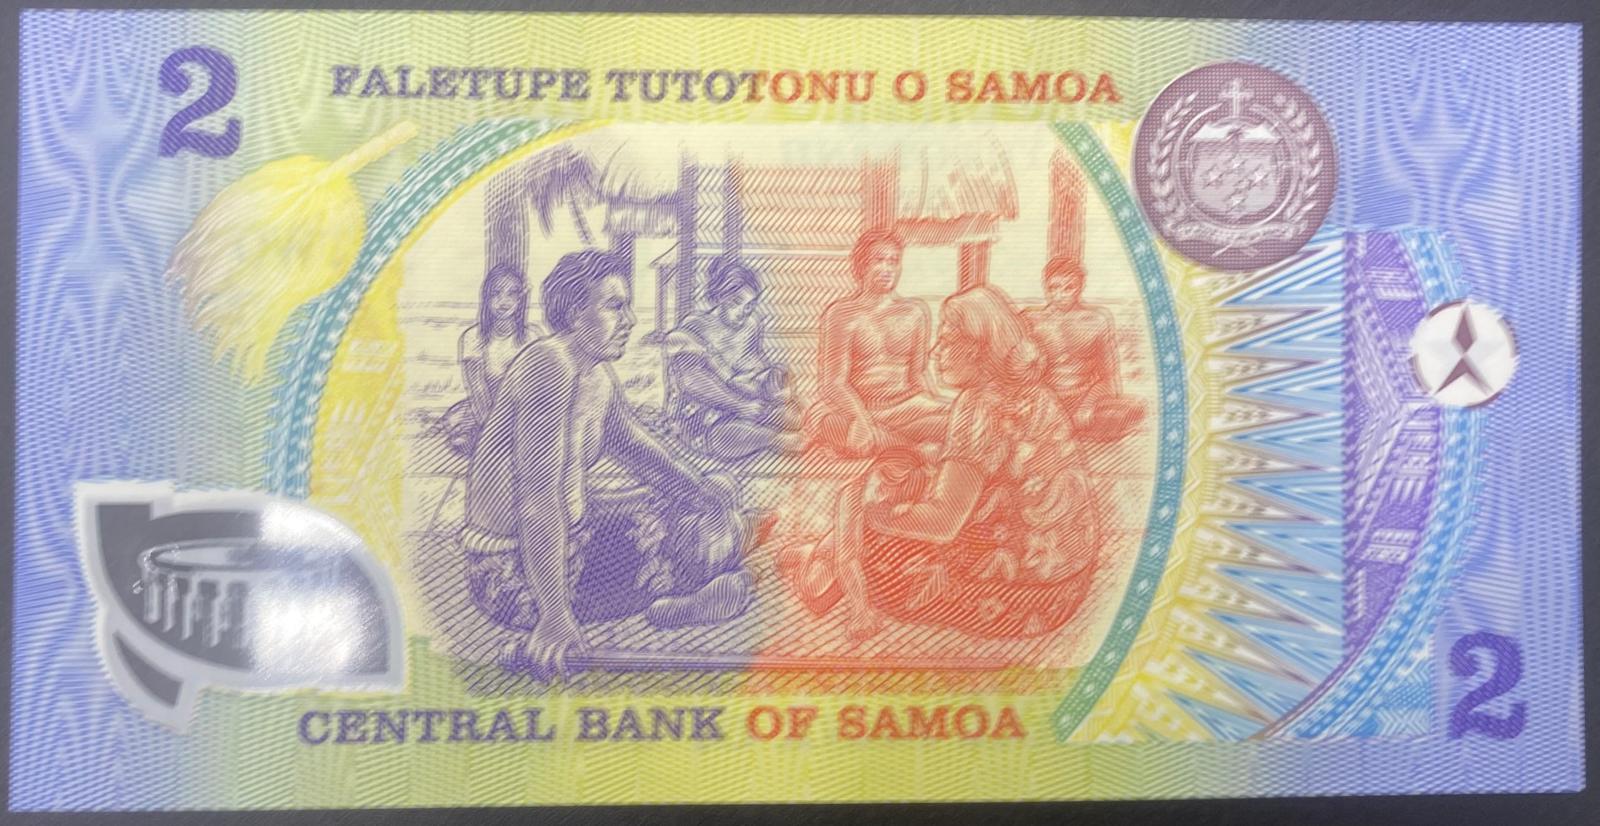 2
FALETUPE TUTOTONU O SAMOA
CENTRAL BANK OF SAMOA
2